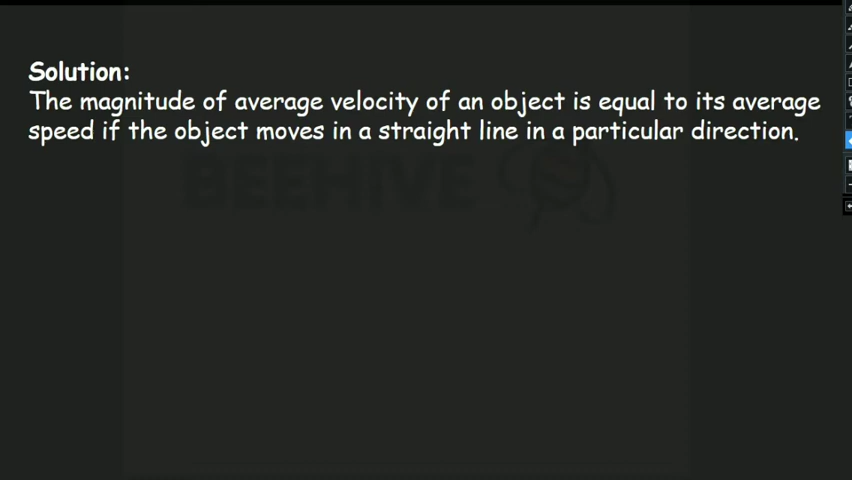 Solution:
The magnitude of average velocity of an object is equal to its average
speed if the object moves in a straight line in a particular direction.
BEEHIVE